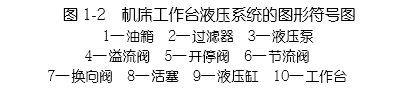 图 1-2　机床工作台液压系统的图形符号图
1—油箱　2—过滤器　3—液压泵
4—溢流阀　5—开停阀　6—节流阀
7—换向阀　8—活塞　9—液压缸　10—工作台